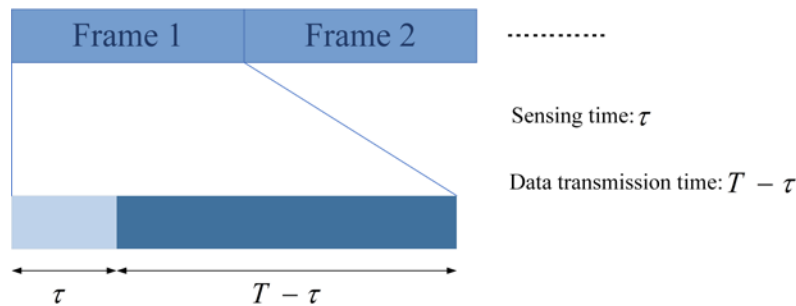 Frame 1 Frame 2 ............
Sensing time: τ
Data transmission time: T − τ
τ T − τ